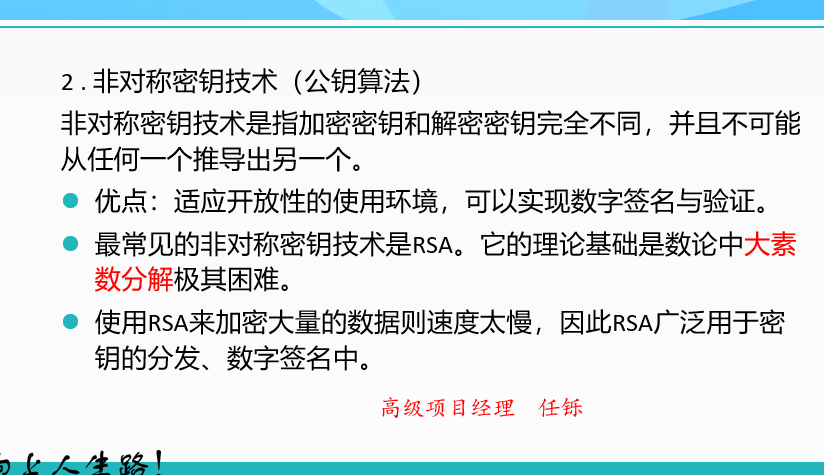 2 . 非对称密钥技术（公钥算法）
非对称密钥技术是指加密密钥和解密密钥完全不同，并且不可能
从任何一个推导出另一个。
● 优点：适应开放性的使用环境，可以实现数字签名与验证。
● 最常见的非对称密钥技术是RSA。它的理论基础是数论中大素
数分解极其困难。
● 使用RSA来加密大量的数据则速度太慢，因此RSA广泛用于密
钥的分发、数字签名中。
高级项目经理 任铄
人生路！